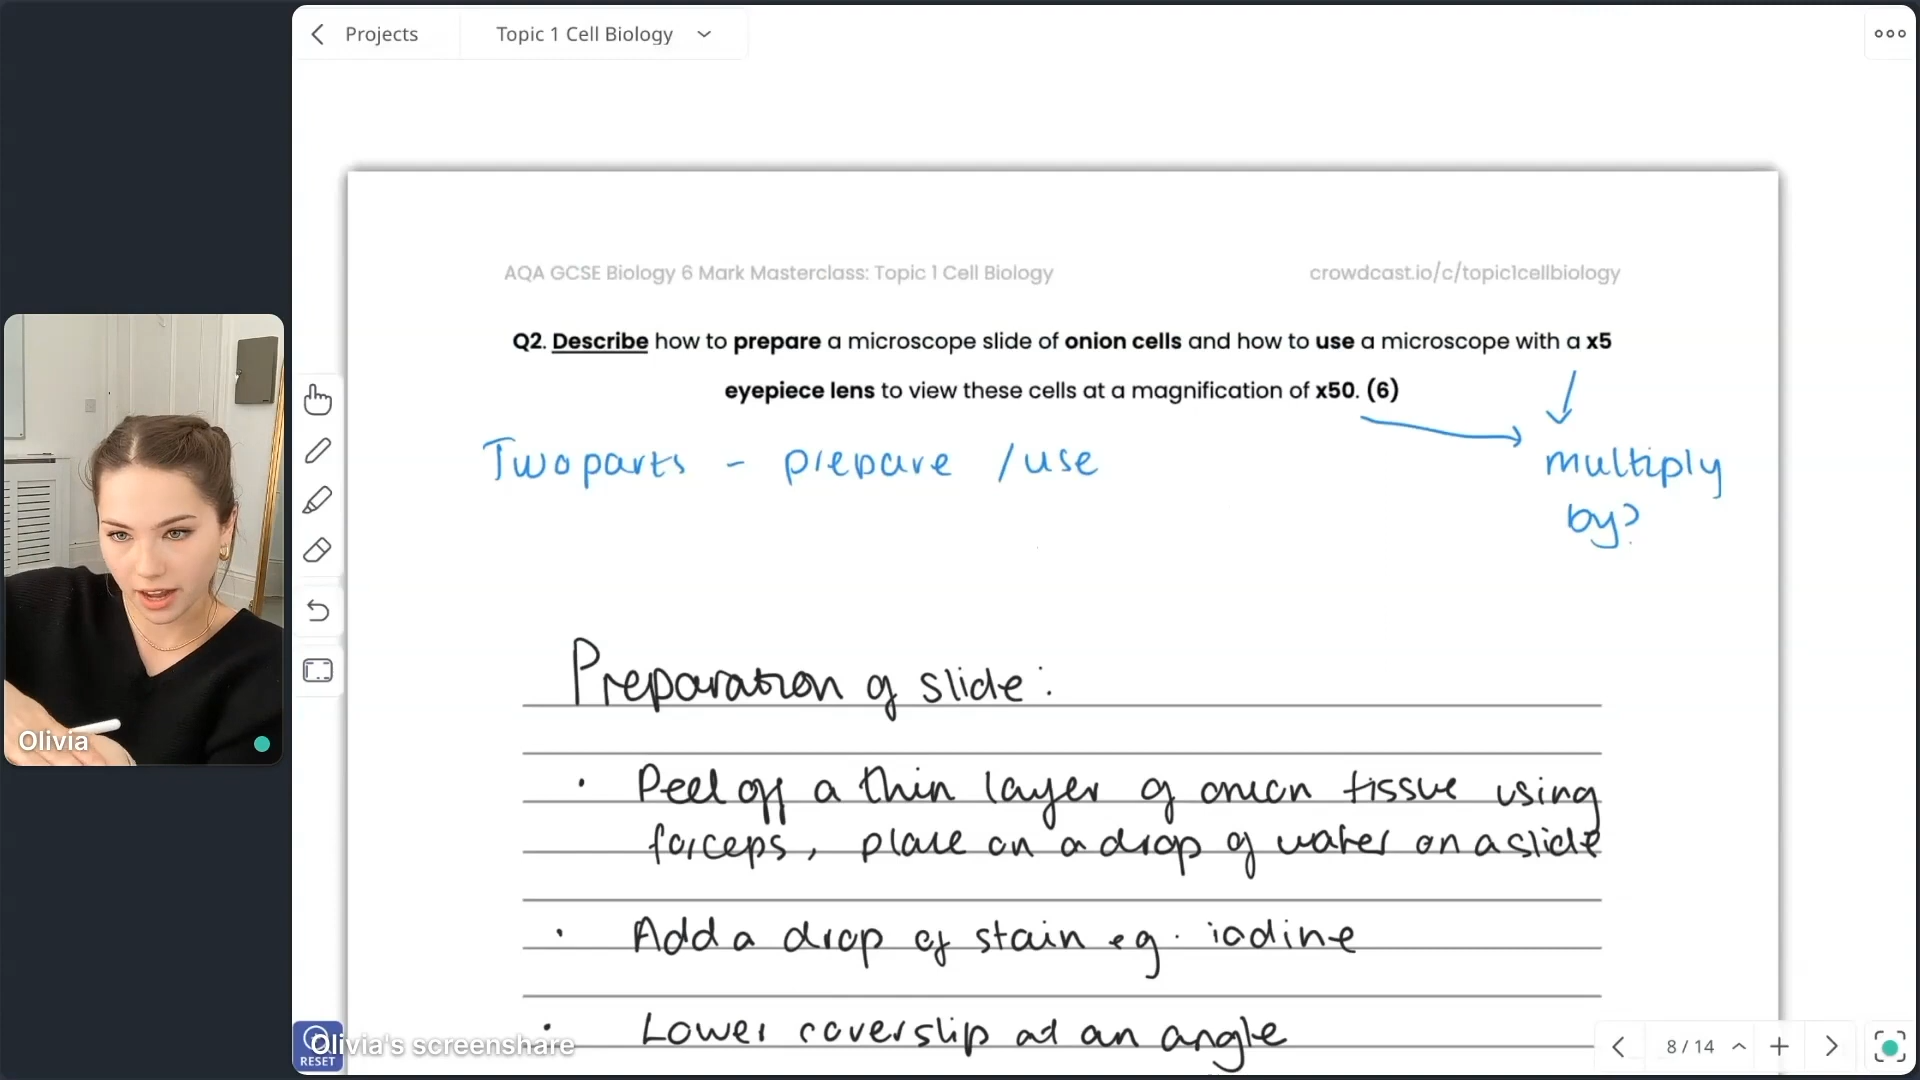 Projects
Topic 1 Cell Biology
AQA GCSE Biology 6 Mark Masterclass: Topic 1 Cell Biology
crowdcast.io/c/topic1cellbiology
Q2. Describe how to prepare a microscope slide of onion cells and how to use a microscope with a x5
eyepiece lens to view these cells at a magnification of x50. (6)
Two parts - prepare / use
multiply
by?
Preparation of slide:
• Peel off a thin layer of onion tissue using
forceps, place on a drop of water on a slide
• Add a drop of stain eg. iodine
• Lower coverslip at an angle
Olivia
RESET
Olivia's screenshare
8 / 14